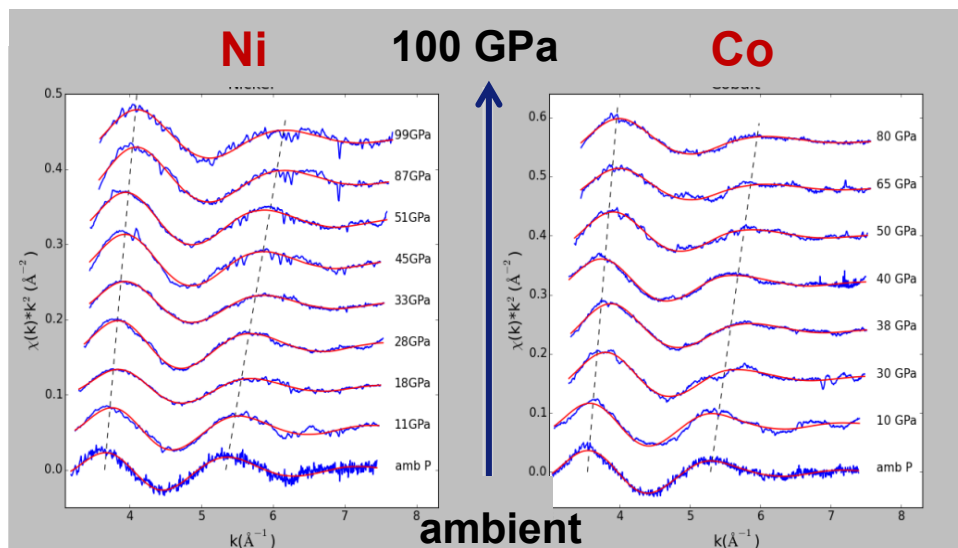 Ni
100 GPa
Co
Nickel
Cobalt
0.5
0.4
0.3
0.2
0.1
0.0
χ(k)*k² (Å⁻²)
99GPa
87GPa
51GPa
45GPa
33GPa
28GPa
18GPa
11GPa
amb P
4
5
6
7
8
k(Å⁻¹)
ambient
0.6
0.5
0.4
0.3
0.2
0.1
0.0
χ(k)*k² (Å⁻²)
80 GPa
65 GPa
50 GPa
40 GPa
38 GPa
30 GPa
10 GPa
amb P
4
5
6
7
8
k(Å⁻¹)